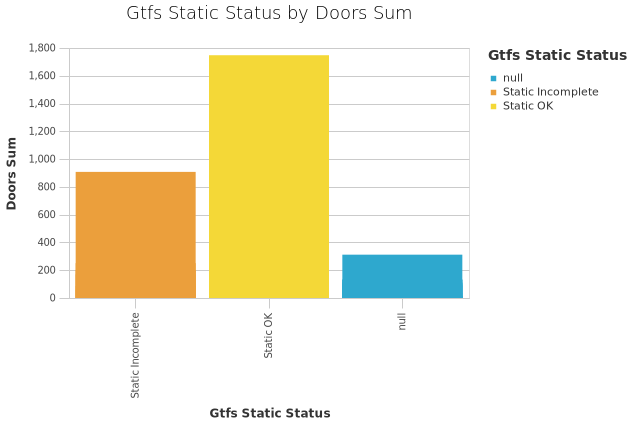 Gtfs Static Status by Doors Sum
Gtfs Static Status
null
Static Incomplete
Static OK
Doors Sum
1,800
1,600
1,400
1,200
1,000
800
600
400
200
0
Static Incomplete
Static OK
null
Gtfs Static Status